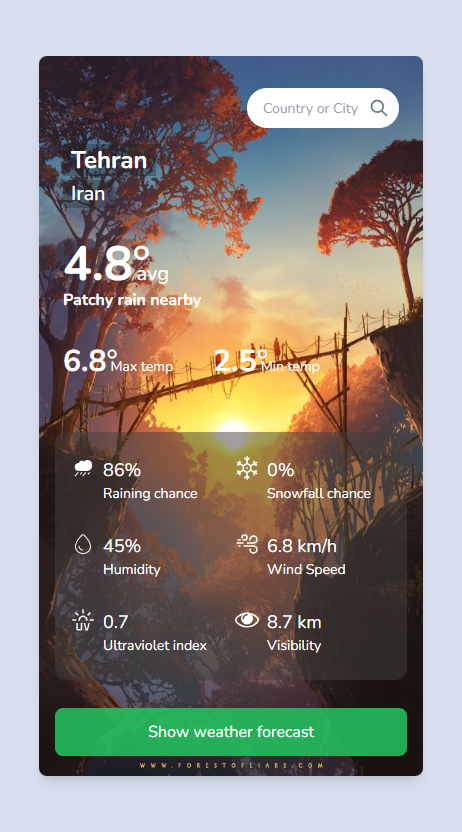 Country or City
Tehran
Iran
4.8° avg
Patchy rain nearby
6.8° Max temp 2.5° Min temp
86% 0%
Raining chance Snowfall chance
45% 6.8 km/h
Humidity Wind Speed
UV 0.7 8.7 km
Ultraviolet index Visibility
Show weather forecast
WWW.FORESTOFLIARS.COM